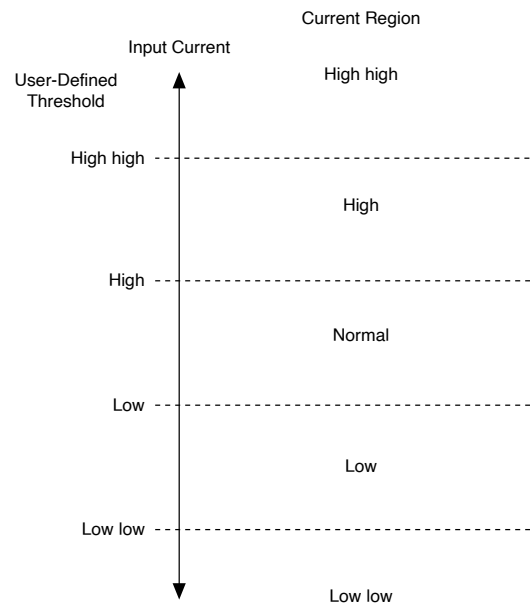 Current Region
Input Current
High high
User-Defined
Threshold
High high
High
High
Normal
Low
Low
Low low
Low low